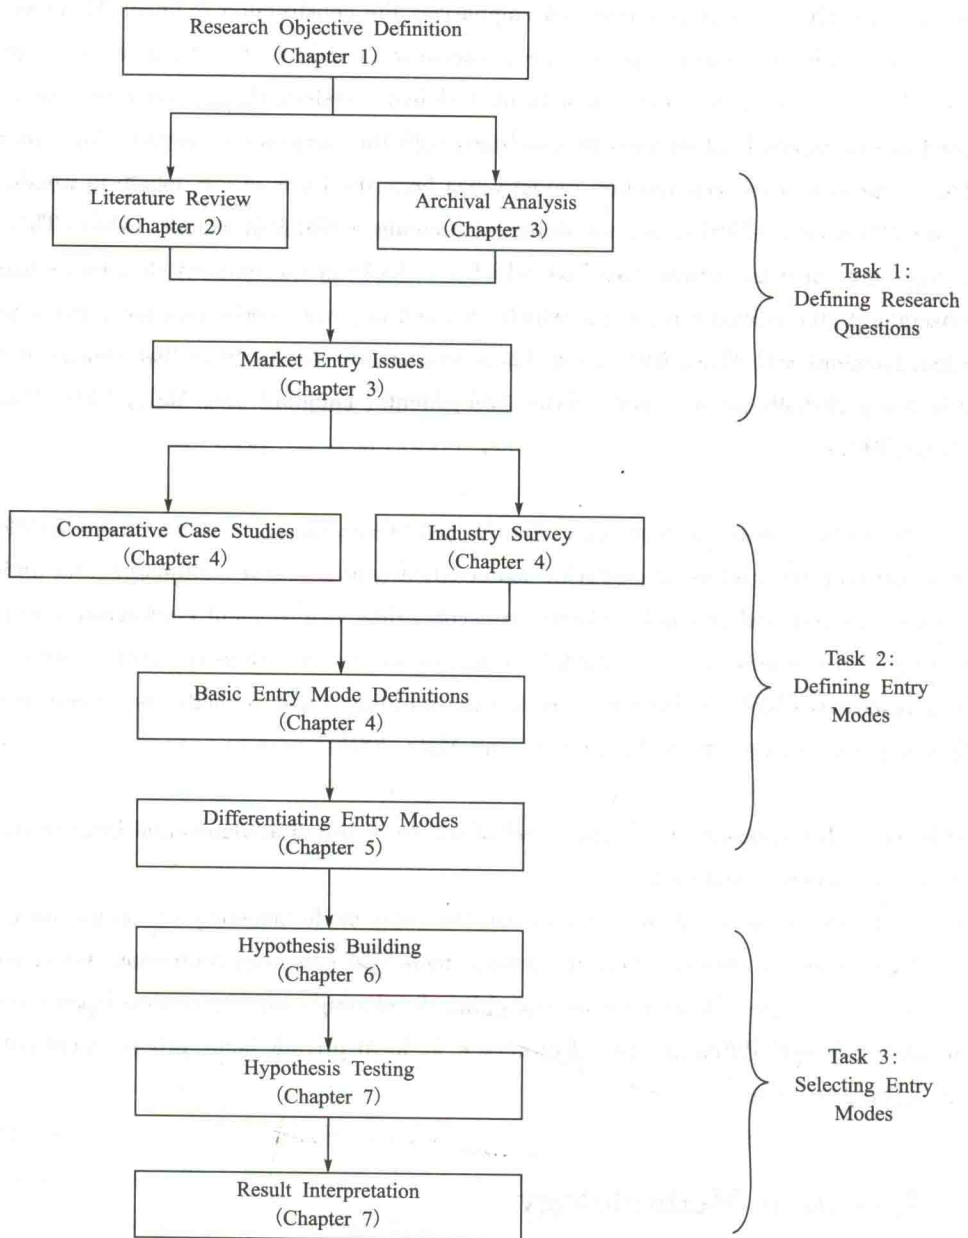 Research Objective Definition
(Chapter 1)
Literature Review
(Chapter 2)
Archival Analysis
(Chapter 3)
Task 1:
Defining Research
Questions
Market Entry Issues
(Chapter 3)
Comparative Case Studies
(Chapter 4)
Industry Survey
(Chapter 4)
Task 2:
Defining Entry
Modes
Basic Entry Mode Definitions
(Chapter 4)
Differentiating Entry Modes
(Chapter 5)
Hypothesis Building
(Chapter 6)
Hypothesis Testing
(Chapter 7)
Task 3:
Selecting Entry
Modes
Result Interpretation
(Chapter 7)